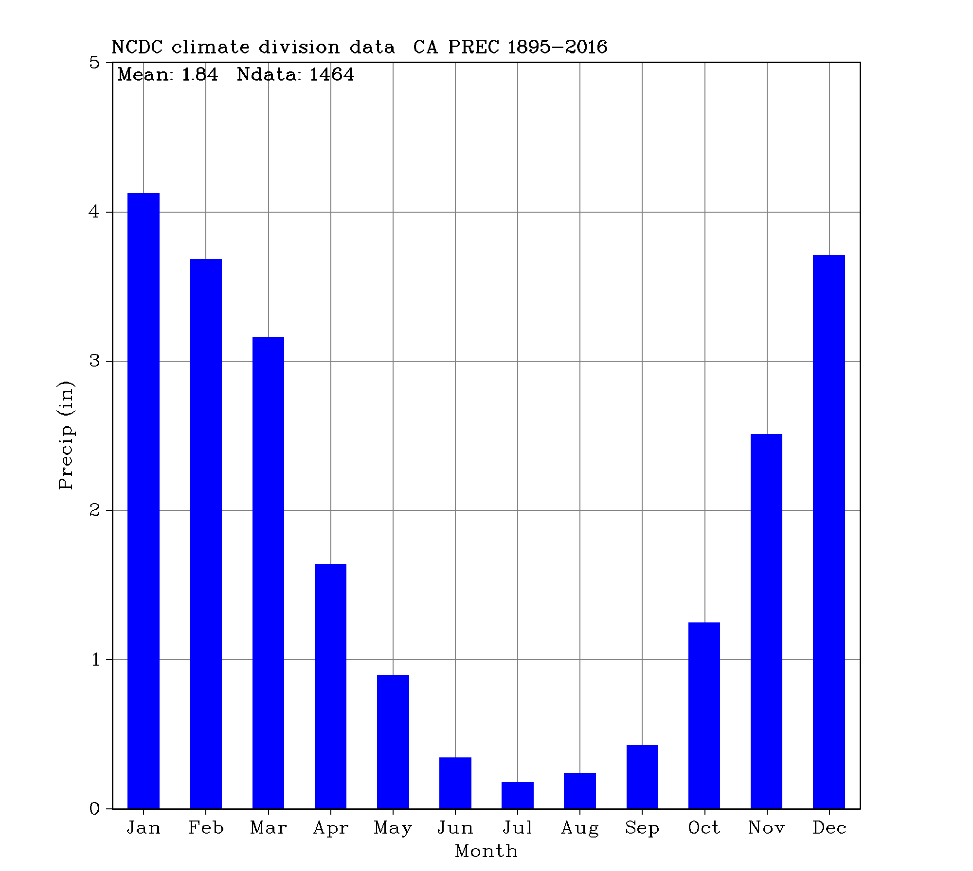 NCDC climate division data  CA PREC 1895-2016
Mean: 1.84  Ndata: 1464
5
4
3
2
1
0
Precip (in)
Jan Feb Mar Apr May Jun Jul Aug Sep Oct Nov Dec
Month